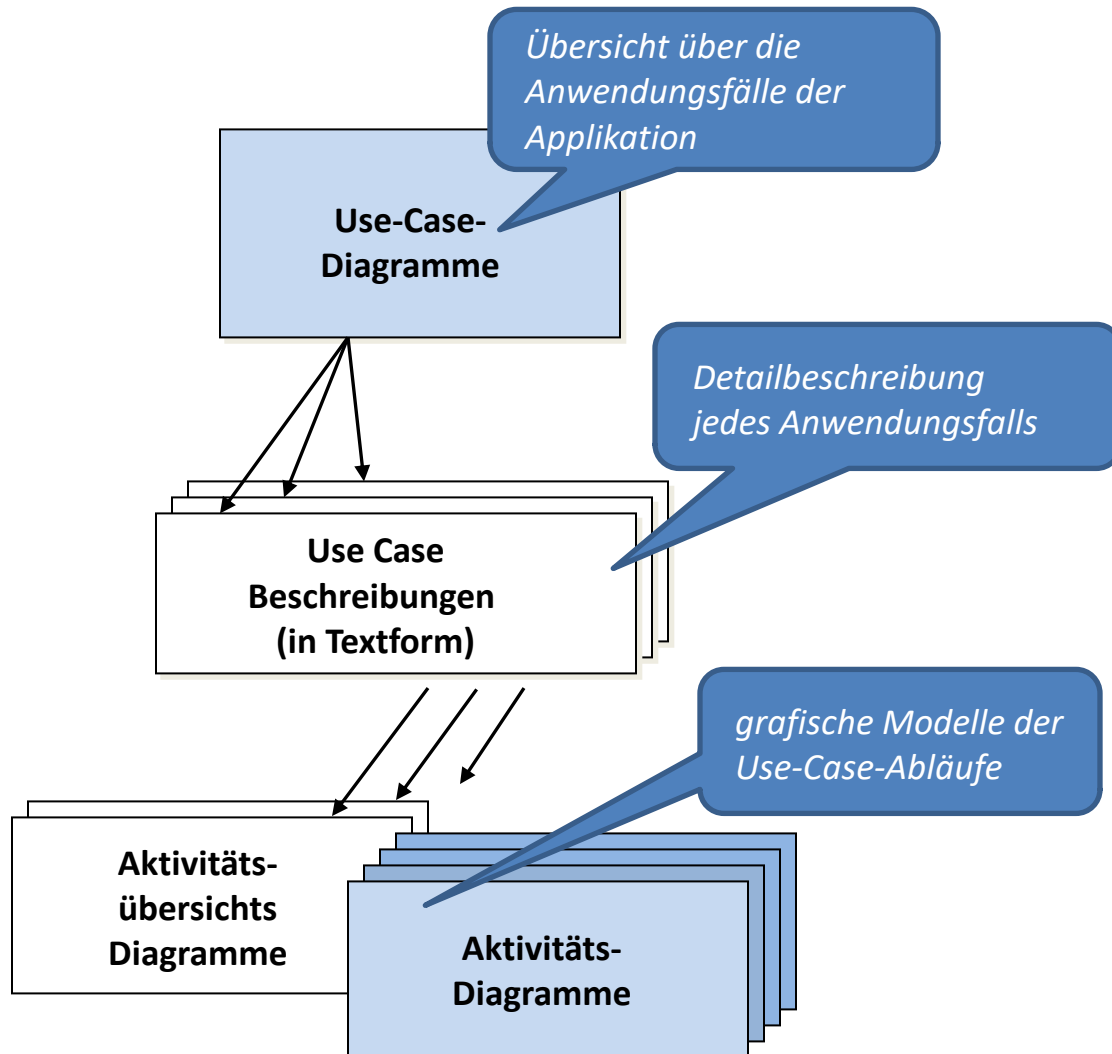 Übersicht über die
Anwendungsfälle der
Applikation
Use-Case-
Diagramme
Detailbeschreibung
jedes Anwendungsfalls
Use Case
Beschreibungen
(in Textform)
grafische Modelle der
Use-Case-Abläufe
Aktivitäts-
übersichts
Diagramme
Aktivitäts-
Diagramme